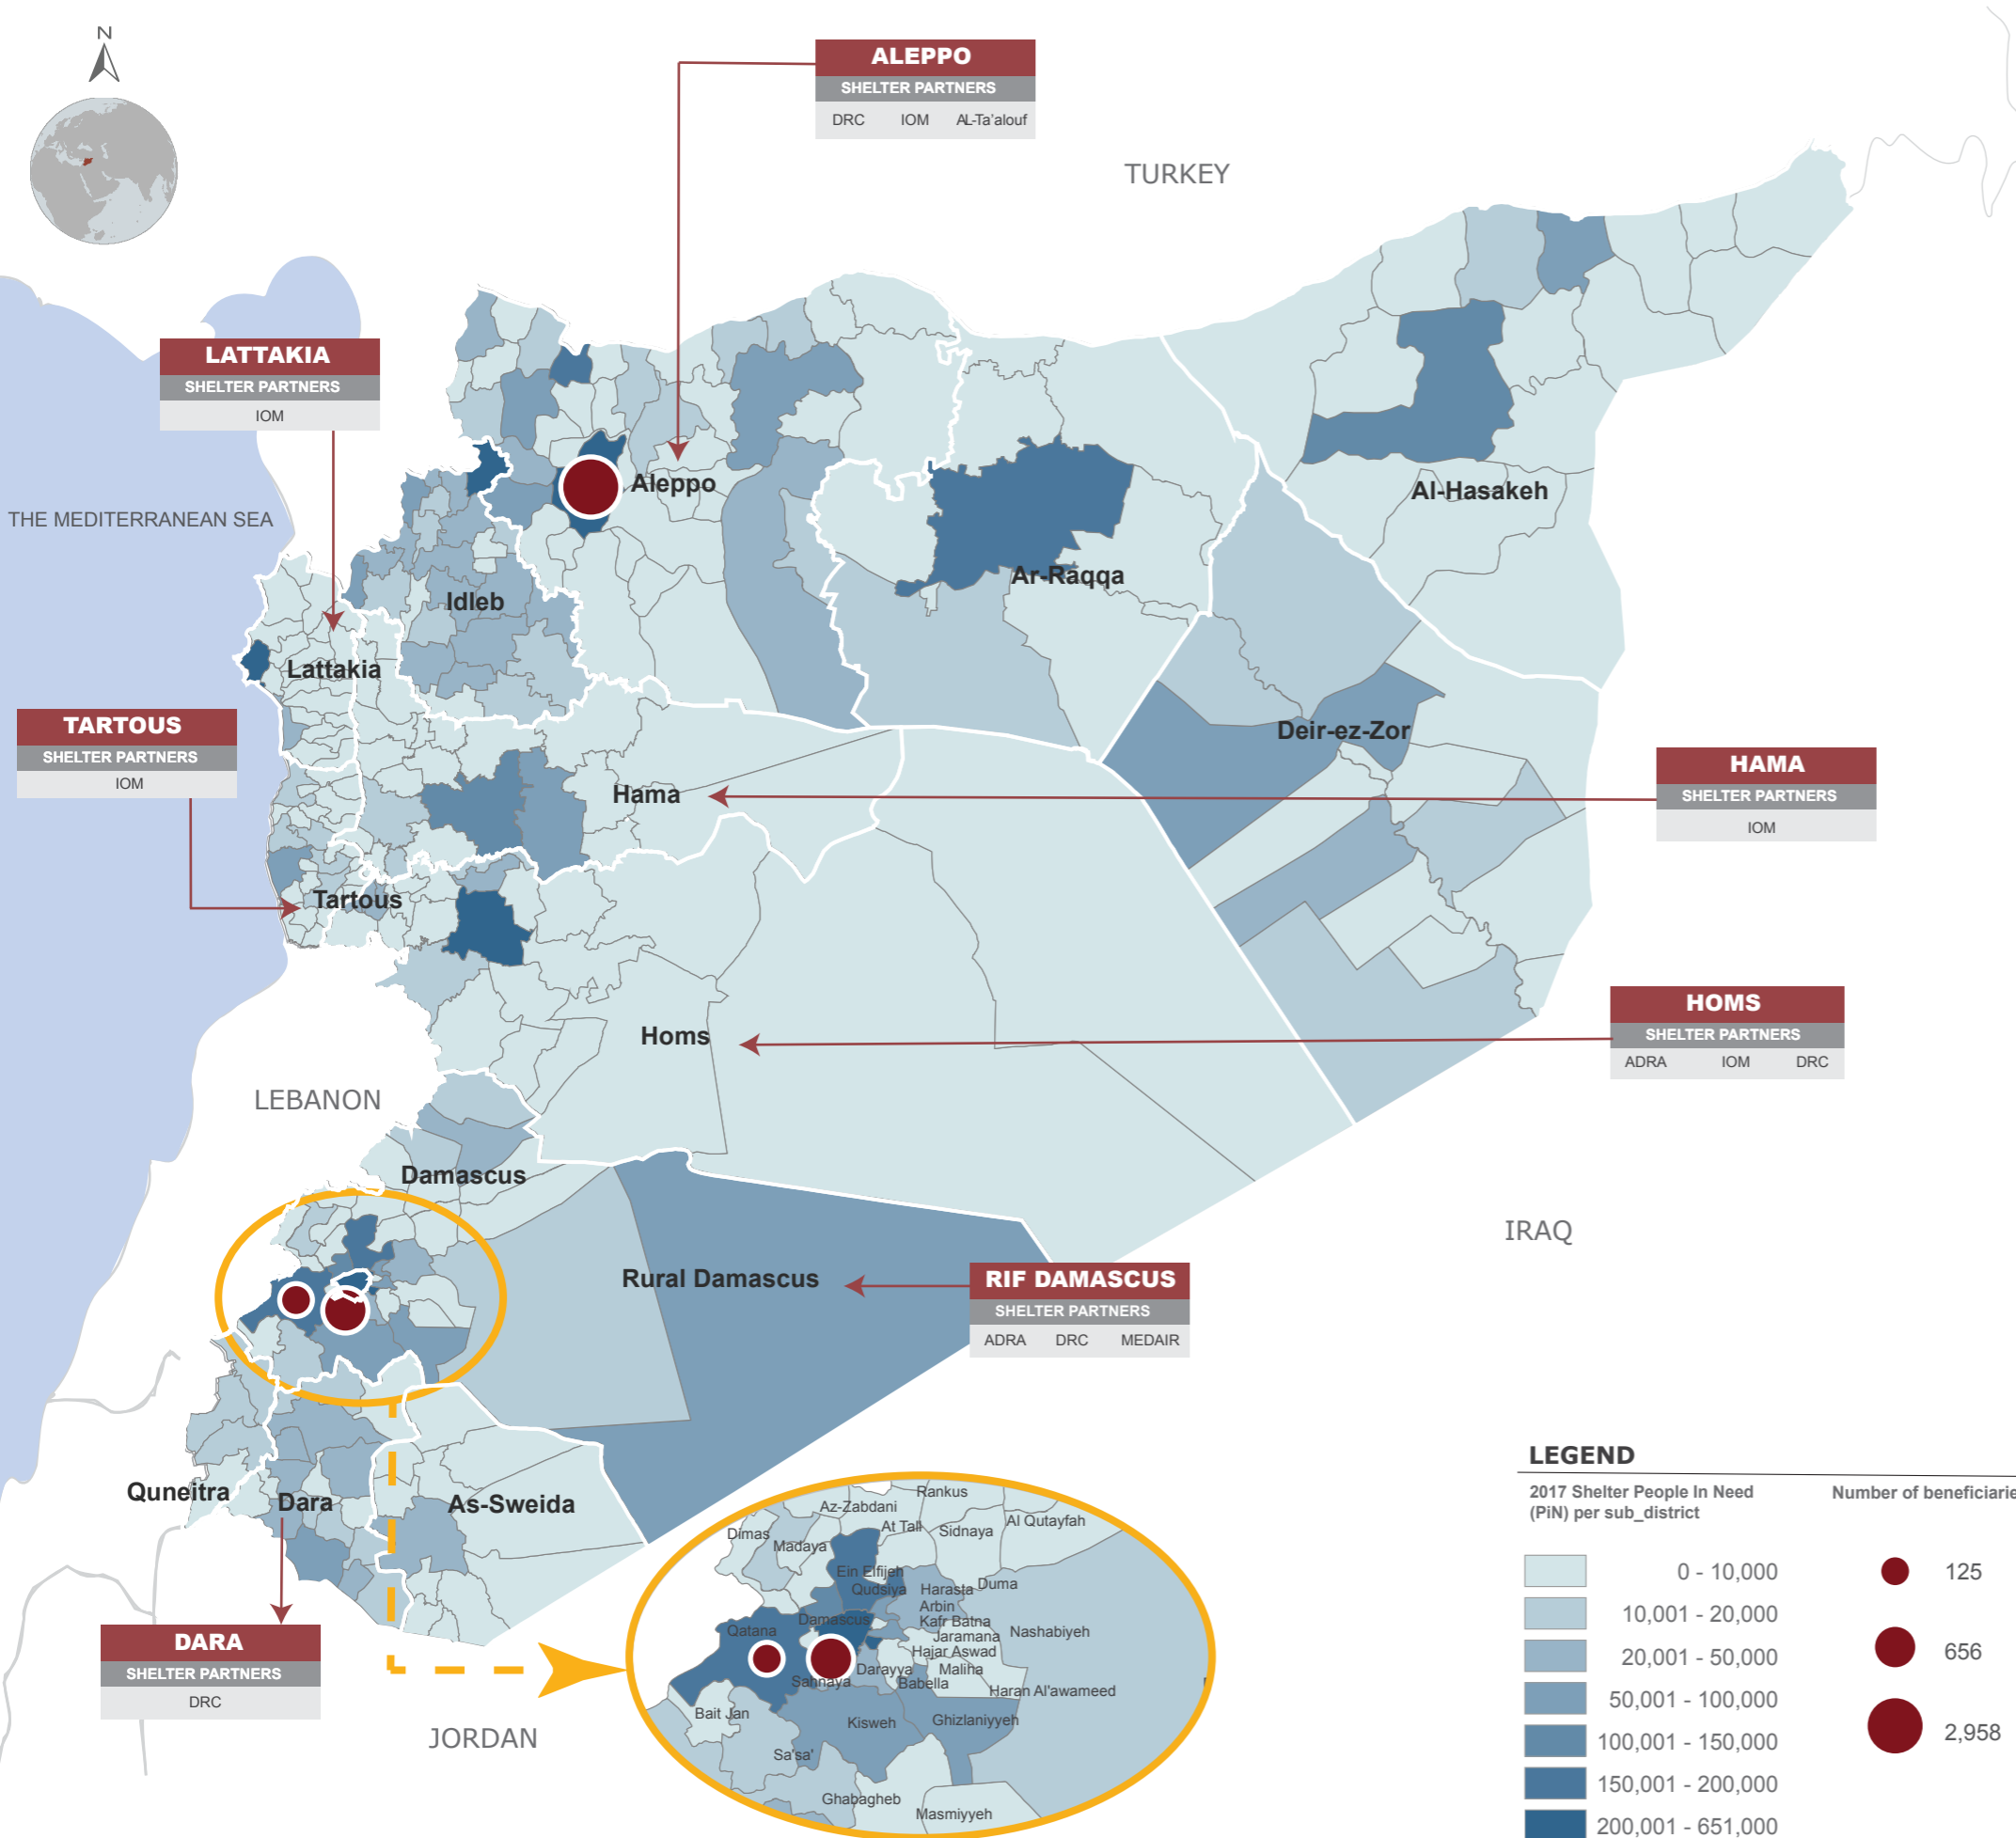 N
ALEPPO
SHELTER PARTNERS
DRC IOM AL-Ta'alouf
TURKEY
LATTAKIA
SHELTER PARTNERS
IOM
THE MEDITERRANEAN SEA
Aleppo
Al-Hasakeh
Ar-Raqqa
Idleb
Lattakia
TARTOUS
SHELTER PARTNERS
IOM
Deir-ez-Zor
HAMA
SHELTER PARTNERS
IOM
Hama
Tartous
HOMS
SHELTER PARTNERS
ADRA IOM DRC
Homs
LEBANON
Damascus
IRAQ
Rural Damascus
RIF DAMASCUS
SHELTER PARTNERS
ADRA DRC MEDAIR
Quneitra
Dara
As-Sweida
DARA
SHELTER PARTNERS
DRC
JORDAN
Rankus
Az-Zabdani
At Tall
Sidnaya
Al Qutayfah
Dimas
Madaya
Ein Elfijeh
Qudsiya
Harasta
Duma
Arbin
Damascus
Kafr Batna
Qatana
Jaramana
Nashabiyeh
Hajar Aswad
Darayya
Maliha
Sahnaya
Babella
Haran Al'awameed
Bait Jan
Kisweh
Ghizlaniyyeh
Sa'sa'
Ghabagheb
Masmiyyeh
LEGEND
2017 Shelter People In Need
(PiN) per sub_district
0 - 10,000
10,001 - 20,000
20,001 - 50,000
50,001 - 100,000
100,001 - 150,000
150,001 - 200,000
200,001 - 651,000
Number of beneficiarie
125
656
2,958